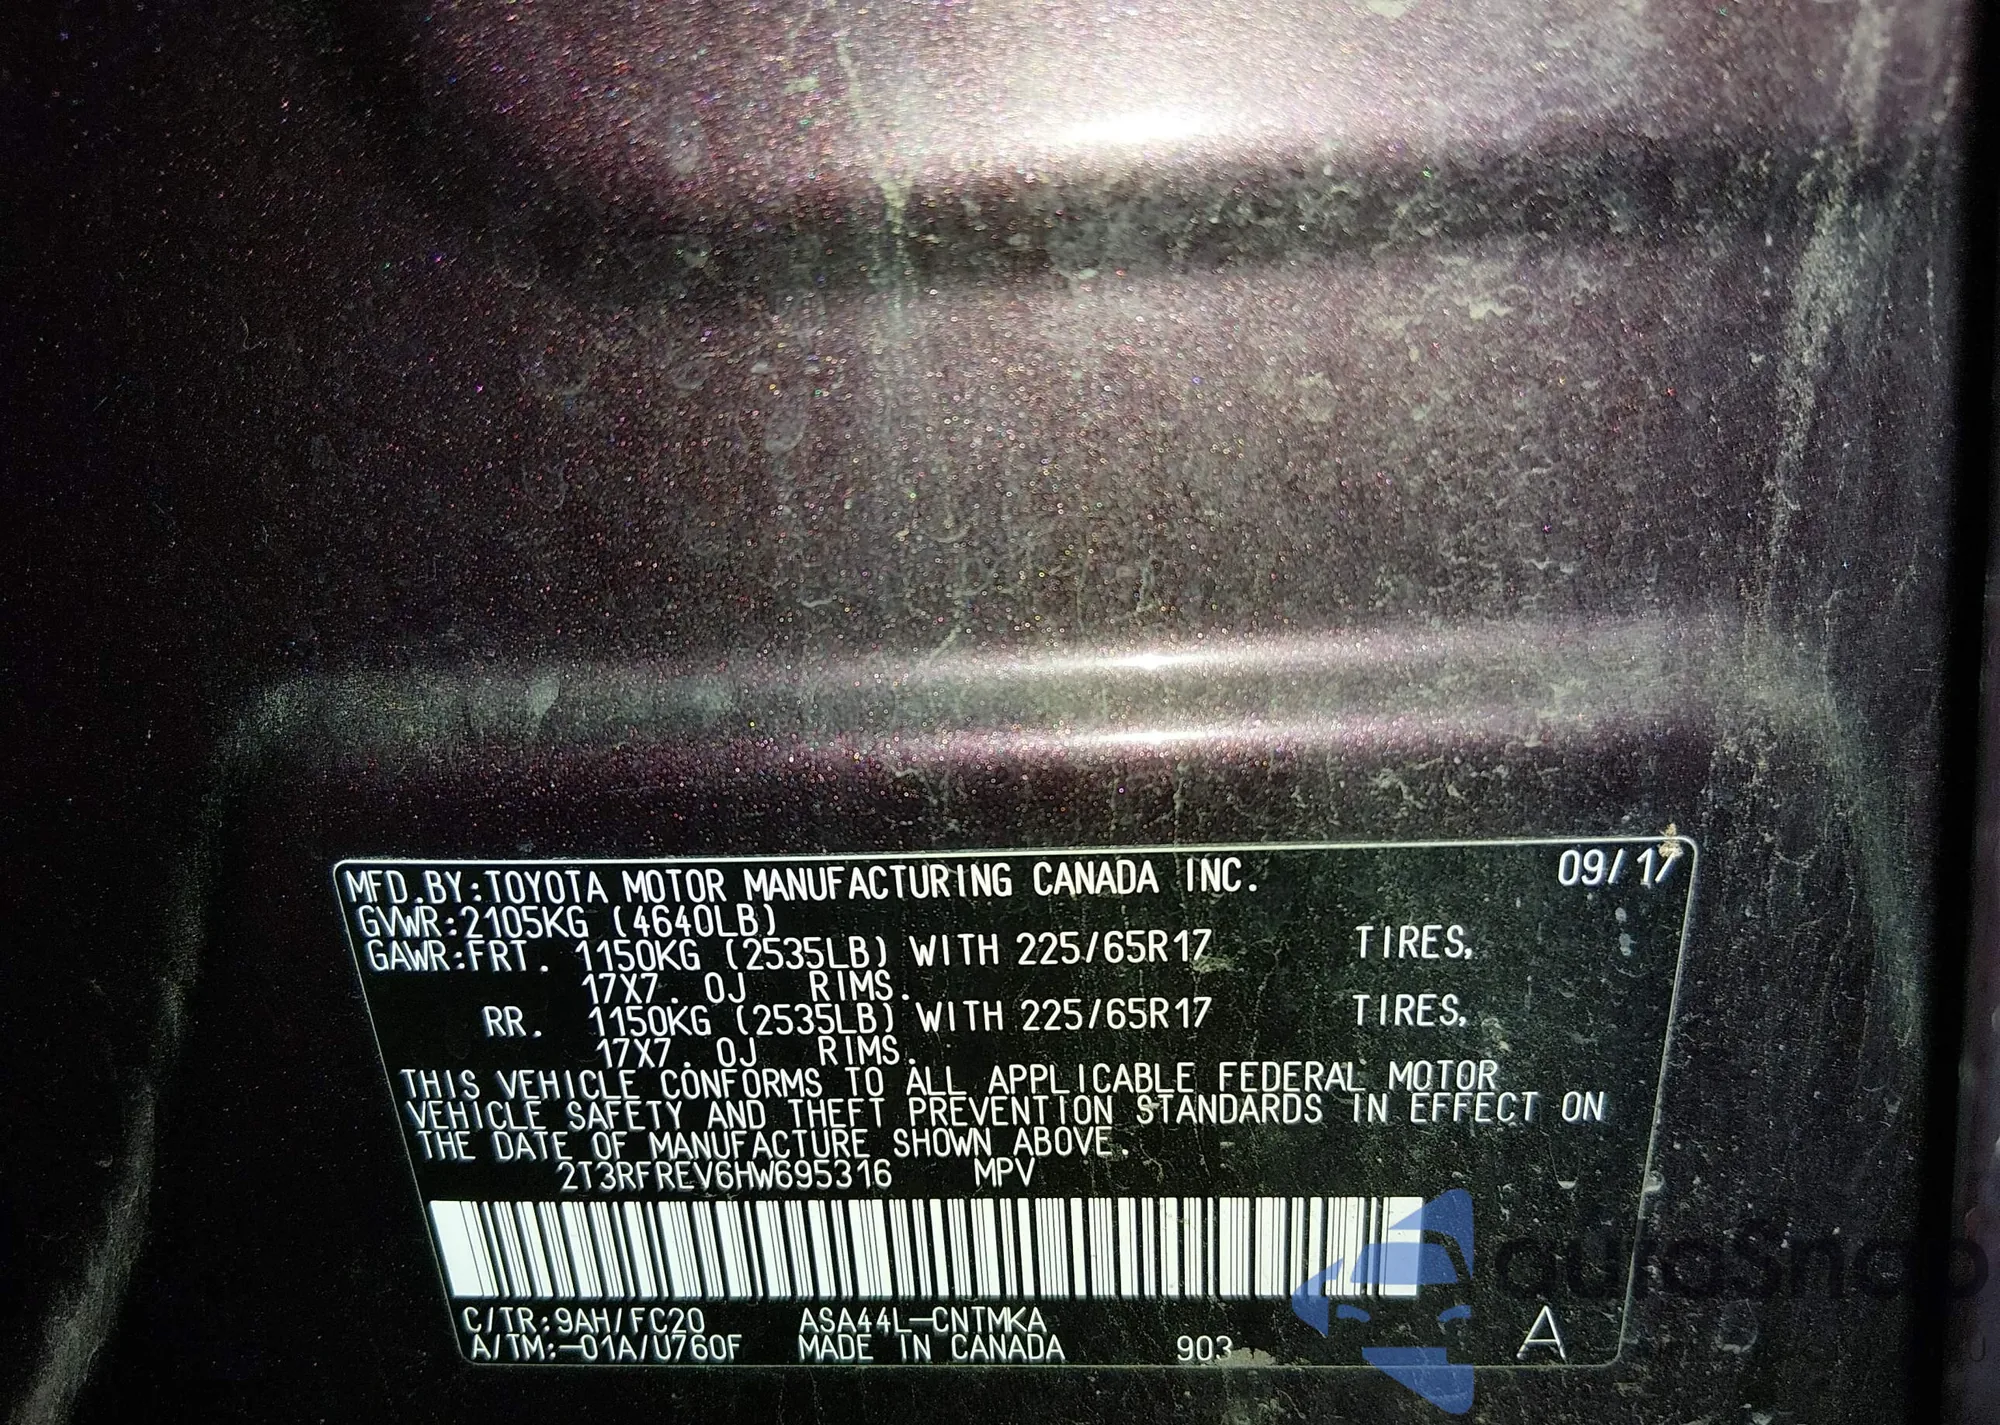 MFD.BY:TOYOTA MOTOR MANUFACTURING CANADA INC. 09/17
GVWR:2105KG (4640LB)
GAWR:FRT. 1150KG (2535LB) WITH 225/65R17 TIRES,
17X7.0J RIMS.
RR. 1150KG (2535LB) WITH 225/65R17 TIRES,
17X7.0J RIMS.
THIS VEHICLE CONFORMS TO ALL APPLICABLE FEDERAL MOTOR
VEHICLE SAFETY AND THEFT PREVENTION STANDARDS IN EFFECT ON
THE DATE OF MANUFACTURE SHOWN ABOVE.
2T3RFREV6HW695316 MPV
C/TR:9AH/FC20 ASA44L-CNTMKA
A/TM:-01A/U760F MADE IN CANADA 903 A